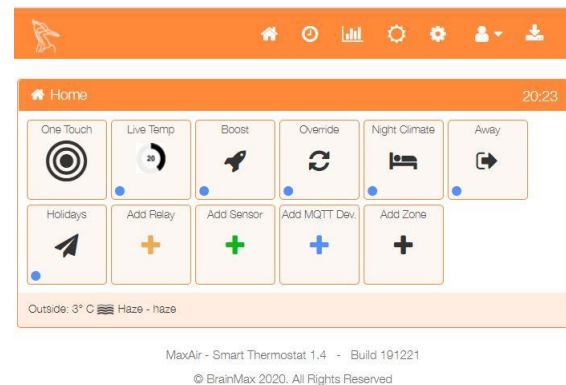 Home 20:23
One Touch Live Temp Boost Override Night Climate Away
20
Holidays Add Relay Add Sensor Add MQTT Dev. Add Zone
Outside: 3° C Haze - haze
MaxAir - Smart Thermostat 1.4 - Build 191221
© BrainMax 2020. All Rights Reserved